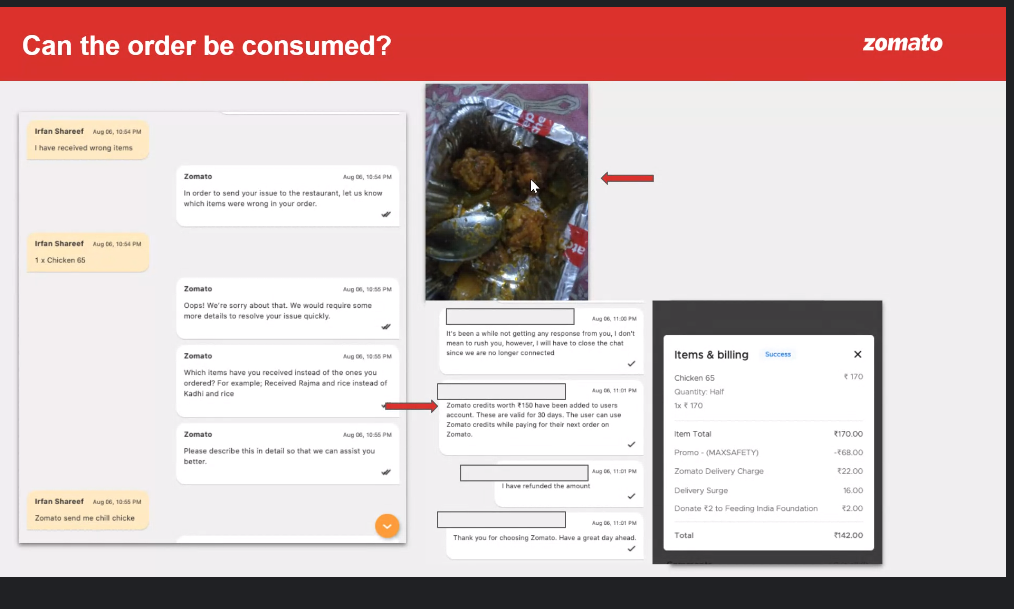 Can the order be consumed?
zomato
Irfan Shareef Aug 06, 10:54 PM
I have received wrong items
Zomato Aug 06, 10:54 PM
In order to send your issue to the restaurant, let us know
which items were wrong in your order.
Irfan Shareef Aug 06, 10:54 PM
1 x Chicken 65
Zomato Aug 06, 10:55 PM
Oops! We're sorry about that. We would require some
more details to resolve your issue quickly.
Zomato Aug 06, 10:55 PM
Which items have you received instead of the ones you
ordered? For example; Received Rajma and rice instead of
Kadhi and rice
Zomato Aug 06, 10:55 PM
Please describe this in detail so that we can assist you
better.
Irfan Shareef Aug 06, 10:55 PM
Zomato send me chill chicke
Aug 06, 11:00 PM
It's been a while not getting any response from you, I don't
mean to rush you, however, I will have to close the chat
since we are no longer connected
Aug 06, 11:01 PM
Zomato credits worth ₹150 have been added to users
account. These are valid for 30 days. The user can use
Zomato credits while paying for their next order on
Zomato.
Aug 06, 11:01 PM
I have refunded the amount
Aug 06, 11:01 PM
Thank you for choosing Zomato. Have a great day ahead.
Items & billing Success
Chicken 65 ₹ 170
Quantity: Half
1x ₹ 170
Item Total ₹170.00
Promo - (MAXSAFETY) -₹68.00
Zomato Delivery Charge ₹22.00
Delivery Surge 16.00
Donate ₹2 to Feeding India Foundation ₹2.00
Total ₹142.00